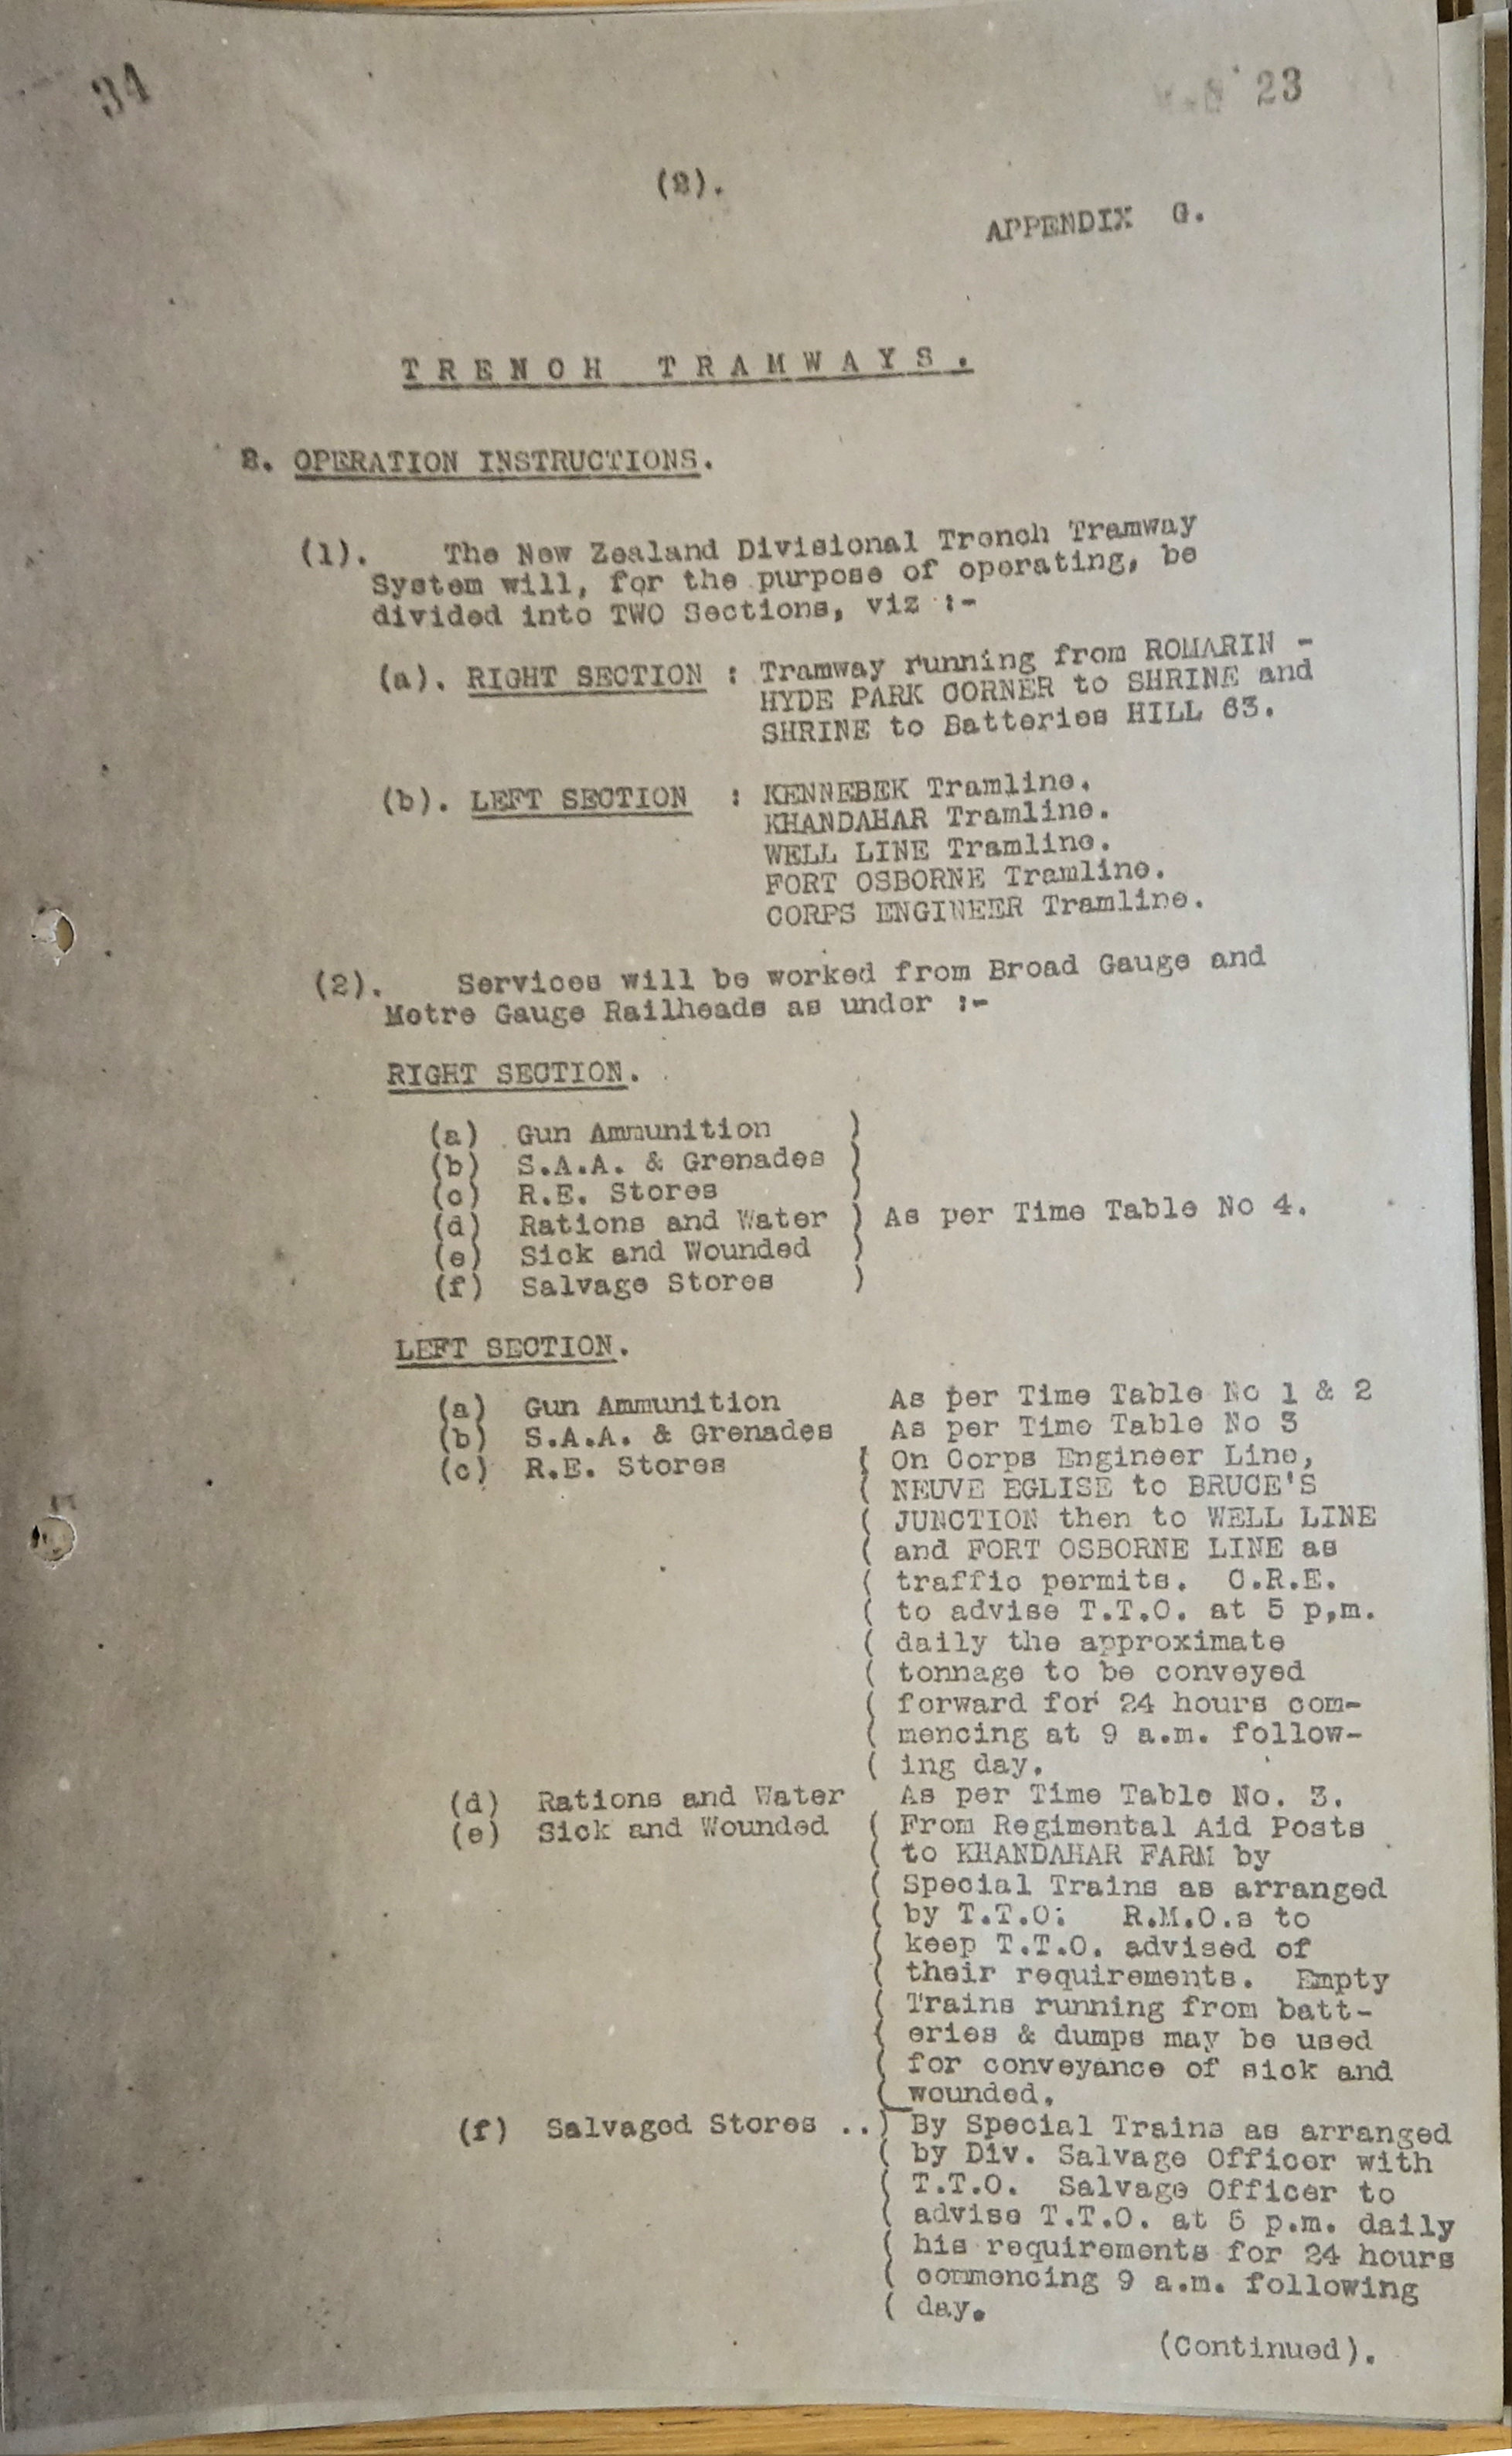 34
23
(2).
APPENDIX G.
TRENCH TRAMWAYS.
2. OPERATION INSTRUCTIONS.
(1). The New Zealand Divisional Trench Tramway
System will, for the purpose of operating, be
divided into TWO Sections, viz :-
(a). RIGHT SECTION : Tramway running from ROMARIN -
HYDE PARK CORNER to SHRINE and
SHRINE to Batteries HILL 63.
(b). LEFT SECTION : KENNEBEK Tramline.
KHANDAHAR Tramline.
WELL LINE Tramline.
FORT OSBORNE Tramline.
CORPS ENGINEER Tramline.
(2). Services will be worked from Broad Gauge and
Metre Gauge Railheads as under :-
RIGHT SECTION.
(a) Gun Ammunition )
(b) S.A.A. & Grenades )
(c) R.E. Stores )
(d) Rations and Water ) As per Time Table No 4.
(e) Sick and Wounded )
(f) Salvage Stores )
LEFT SECTION.
(a) Gun Ammunition As per Time Table No 1 & 2
(b) S.A.A. & Grenades As per Time Table No 3
(c) R.E. Stores ( On Corps Engineer Line,
( NEUVE EGLISE to BRUCE'S
( JUNCTION then to WELL LINE
( and FORT OSBORNE LINE as
( traffic permits. C.R.E.
( to advise T.T.O. at 5 p,m.
( daily the approximate
( tonnage to be conveyed
( forward for 24 hours com-
( mencing at 9 a.m. follow-
( ing day.
(d) Rations and Water As per Time Table No. 3.
(e) Sick and Wounded ( From Regimental Aid Posts
( to KHANDAHAR FARM by
( Special Trains as arranged
( by T.T.O. R.M.O.s to
( keep T.T.O. advised of
( their requirements. Empty
( Trains running from batt-
( eries & dumps may be used
( for conveyance of sick and
( wounded.
(f) Salvaged Stores ..) By Special Trains as arranged
( by Div. Salvage Officer with
( T.T.O. Salvage Officer to
( advise T.T.O. at 5 p.m. daily
( his requirements for 24 hours
( commencing 9 a.m. following
( day.
(Continued).